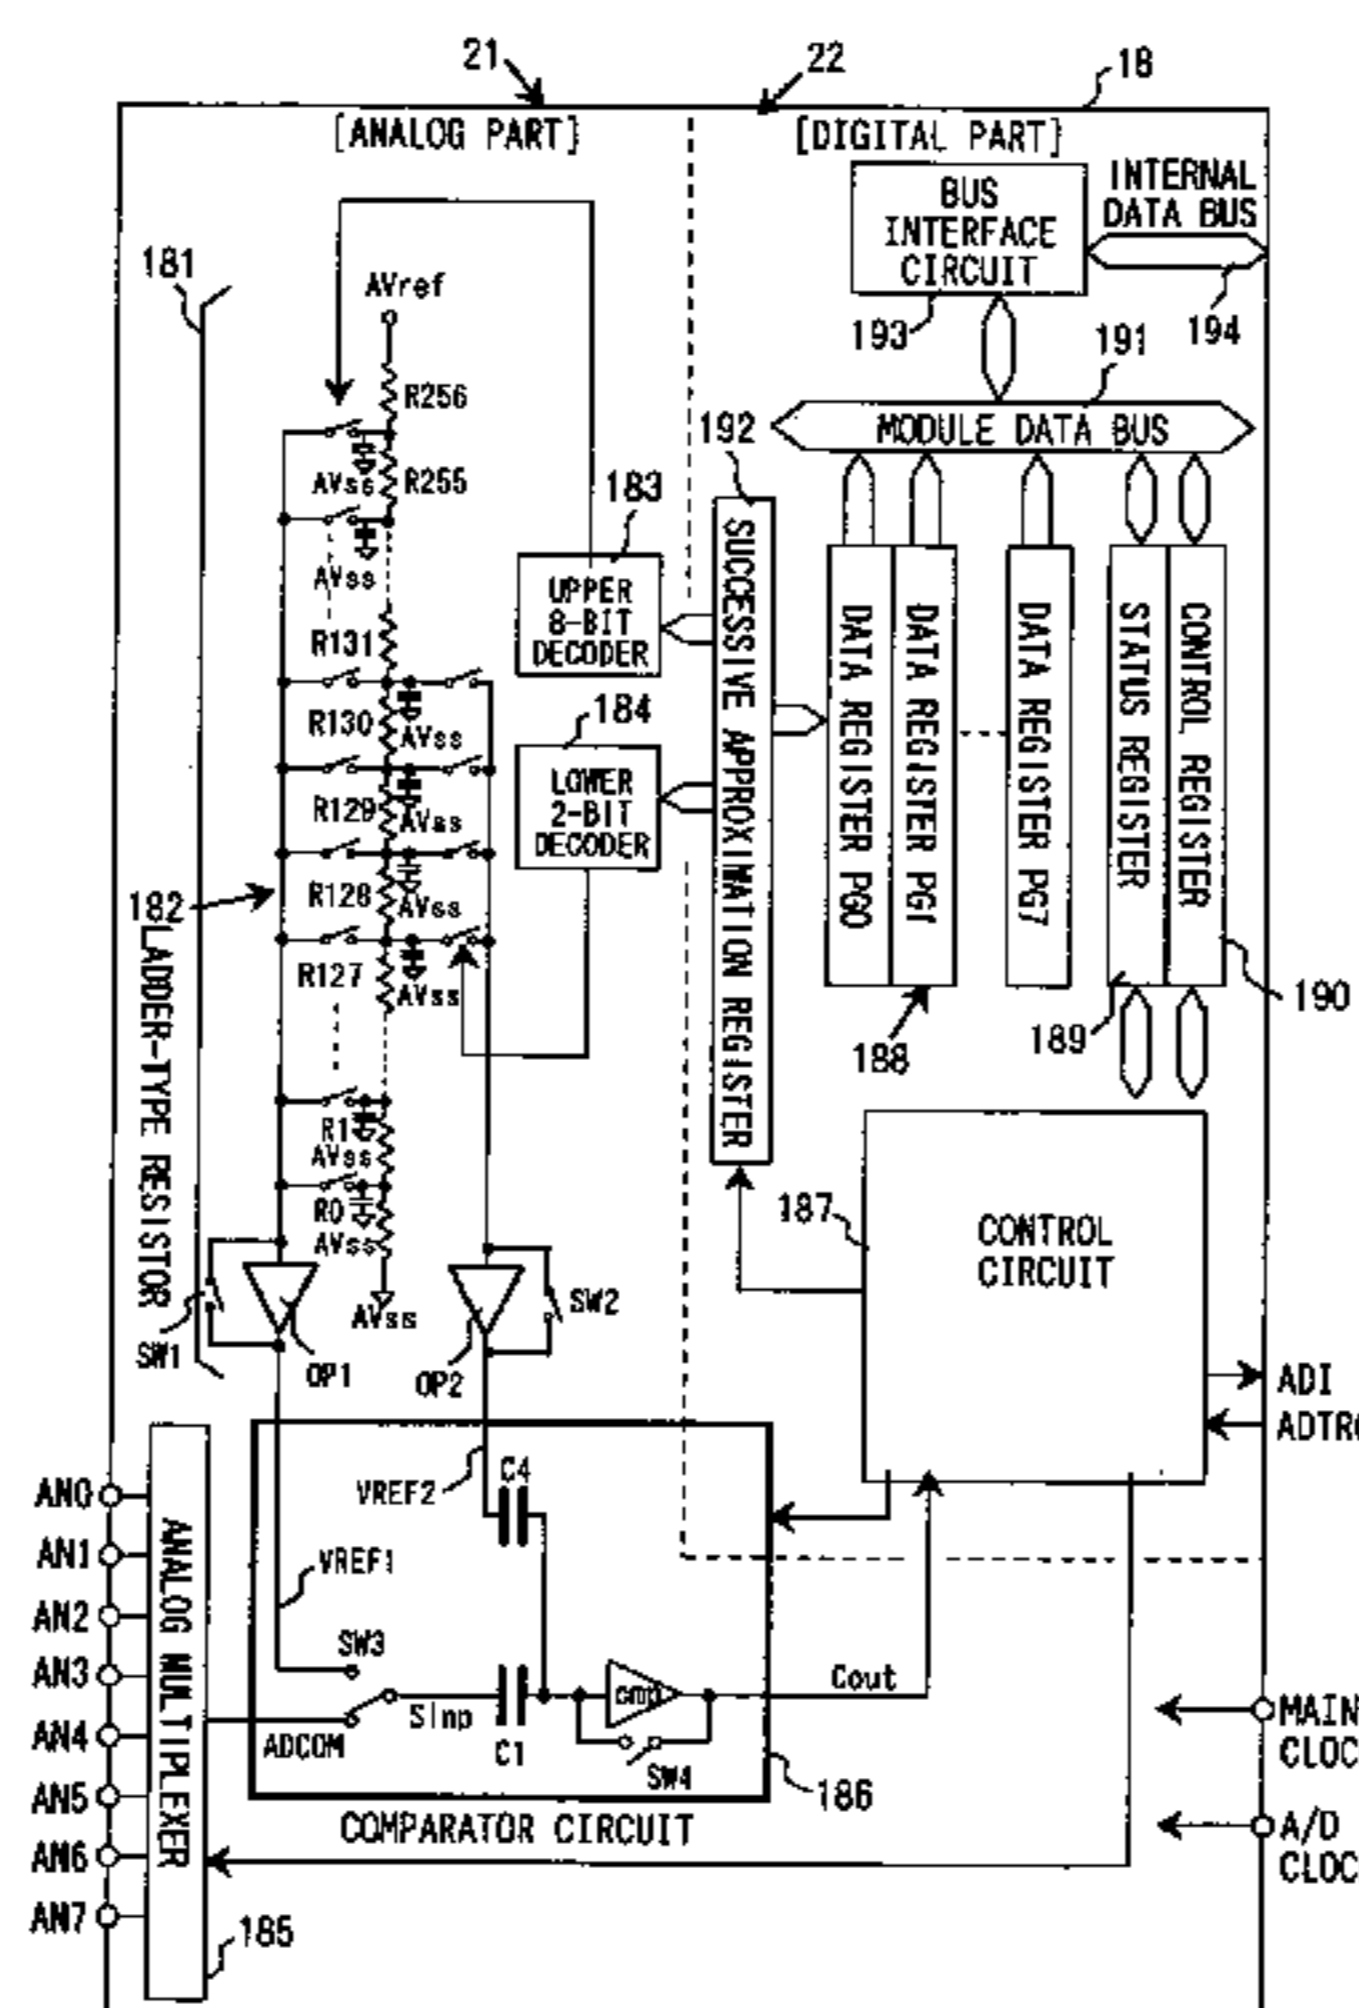 21
22
18
[ANALOG PART]
[DIGITAL PART]
BUS
INTERFACE
CIRCUIT
INTERNAL
DATA BUS
193
194
191
MODULE DATA BUS
181
AVref
R256
AVss
R255
AVss
R131
R130
AVss
R129
AVss
R128
AVss
R127
AVss
R1
AVss
R0
AVss
AVss
182
LADDER-TYPE RESISTOR
183
UPPER
8-BIT
DECODER
184
LOWER
2-BIT
DECODER
192
SUCCESSIVE APPROXIMATION REGISTER
DATA REGISTER PG0
DATA REGISTER PG1
DATA REGISTER PG7
STATUS REGISTER
CONTROL REGISTER
188
189
190
187
CONTROL
CIRCUIT
SW1
OP1
OP2
SW2
ADI
ADTR
VREF2
C4
VREF1
SW3
ADCOM
SInp
C1
cmp
SW4
Cout
186
COMPARATOR CIRCUIT
AN0
AN1
AN2
AN3
AN4
AN5
AN6
AN7
ANALOG MULTIPLEXER
185
MAIN
CLOC
A/D
CLOC